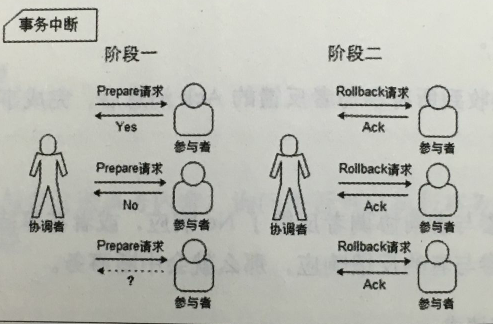 事务中断
阶段一
阶段二
Prepare请求
Yes
参与者
Prepare请求
No
参与者
协调者
Prepare请求
?
参与者
Rollback请求
Ack
参与者
Rollback请求
Ack
参与者
协调者
Rollback请求
Ack
参与者